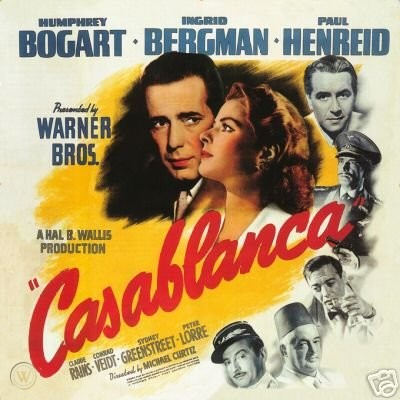 HUMPHREY BOGART · INGRID BERGMAN · PAUL HENREID
Presented by
WARNER
BROS.
A HAL B. WALLIS
PRODUCTION
"Casablanca"
CLAUDE RAINS · CONRAD VEIDT · SYDNEY GREENSTREET · PETER LORRE
Directed by MICHAEL CURTIZ
W